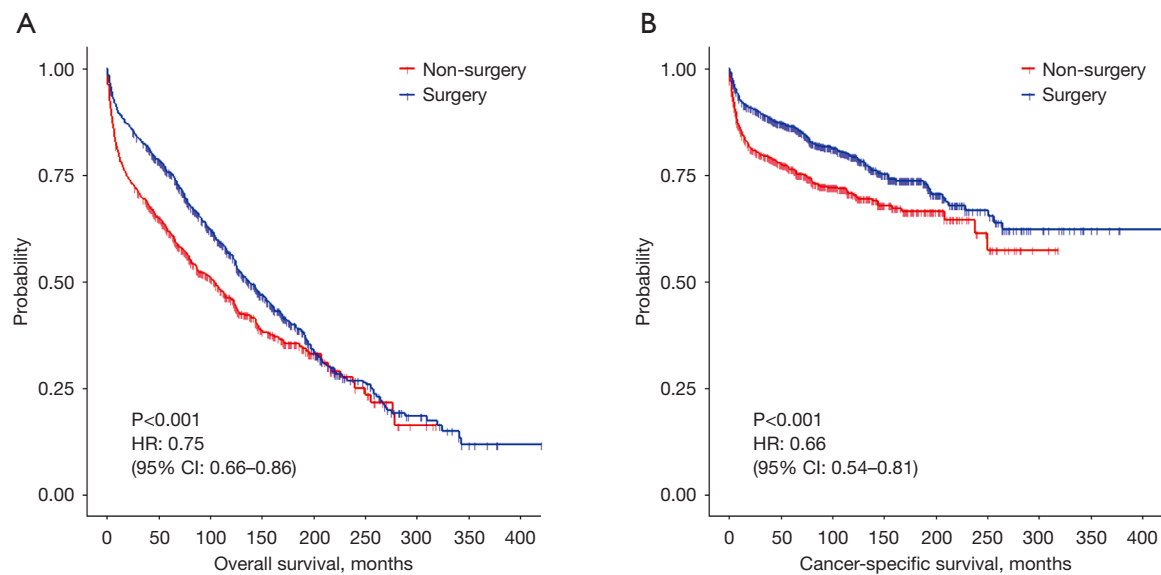 A
1.00
0.75
0.50
0.25
0.00
Probability
Non-surgery
Surgery
P<0.001
HR: 0.75
(95% CI: 0.66–0.86)
0 50 100 150 200 250 300 350 400
Overall survival, months
B
1.00
0.75
0.50
0.25
0.00
Probability
Non-surgery
Surgery
P<0.001
HR: 0.66
(95% CI: 0.54–0.81)
0 50 100 150 200 250 300 350 400
Cancer-specific survival, months